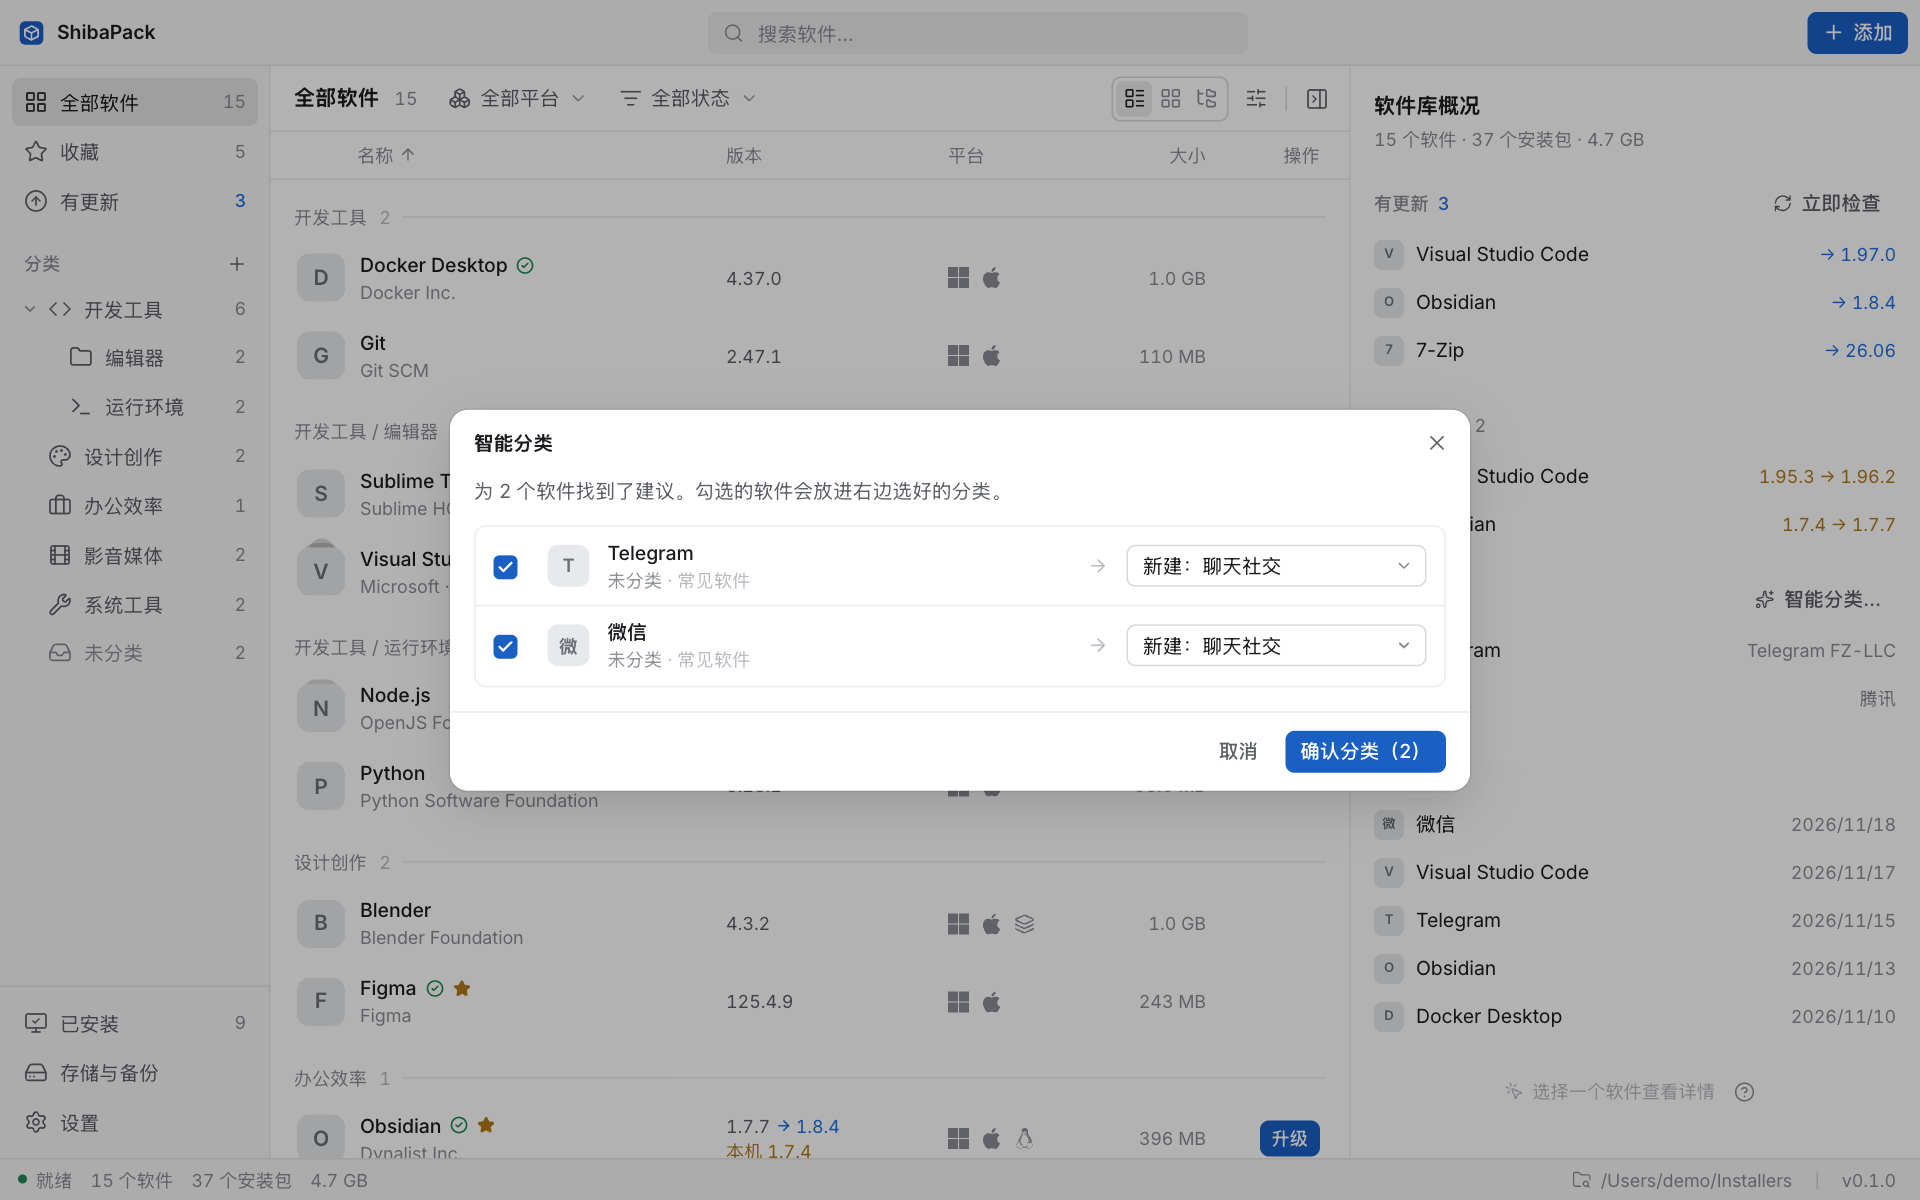 ShibaPack
搜索软件...
添加
全部软件 15
收藏 5
有更新 3
分类
开发工具 6
编辑器 2
运行环境 2
设计创作 2
办公效率 1
影音媒体 2
系统工具 2
未分类 2
已安装 9
存储与备份
设置
全部软件 15 全部平台 全部状态
名称 ↑ 版本 平台 大小 操作
开发工具 2
D Docker Desktop 4.37.0 1.0 GB
Docker Inc.
G Git 2.47.1 110 MB
Git SCM
开发工具 / 编辑器
S Sublime T
Sublime H
V Visual Stu
Microsoft ·
开发工具 / 运行环境
N Node.js
OpenJS Fo
P Python
Python Software Foundation
设计创作 2
B Blender 4.3.2 1.0 GB
Blender Foundation
F Figma 125.4.9 243 MB
Figma
办公效率 1
O Obsidian 1.7.7 → 1.8.4 396 MB 升级
Dynalist Inc. 本机 1.7.4
智能分类
为 2 个软件找到了建议。勾选的软件会放进右边选好的分类。
T Telegram → 新建：聊天社交
未分类 · 常见软件
微 微信 → 新建：聊天社交
未分类 · 常见软件
取消 确认分类（2）
软件库概况
15 个软件 · 37 个安装包 · 4.7 GB
有更新 3 立即检查
V Visual Studio Code → 1.97.0
O Obsidian → 1.8.4
7 7-Zip → 26.06
2
Studio Code 1.95.3 → 1.96.2
ian 1.7.4 → 1.7.7
智能分类...
ram Telegram FZ-LLC
腾讯
微 微信 2026/11/18
V Visual Studio Code 2026/11/17
T Telegram 2026/11/15
O Obsidian 2026/11/13
D Docker Desktop 2026/11/10
选择一个软件查看详情
就绪 15 个软件 37 个安装包 4.7 GB
/Users/demo/Installers v0.1.0